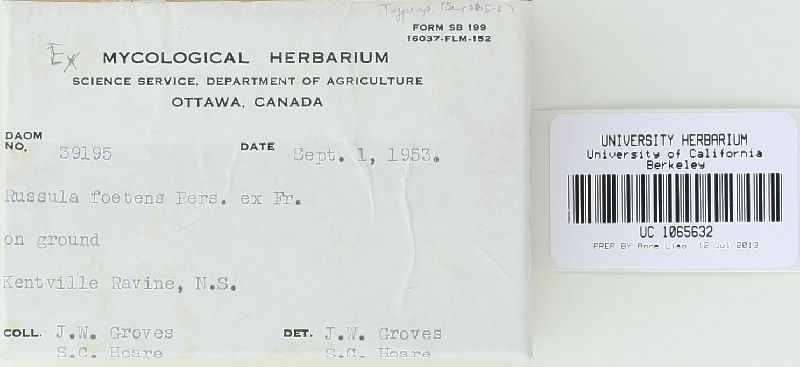 FORM SB 199
16037-FLM-152
Ex
MYCOLOGICAL HERBARIUM
SCIENCE SERVICE, DEPARTMENT OF AGRICULTURE
OTTAWA, CANADA
DAOM NO. 39195 DATE Sept. 1, 1953.
Russula foetens Pers. ex Fr.
on ground
Kentville Ravine, N.S.
COLL. J.W. Groves DET. J.W. Groves
S.C. Hoare S.C. Hoare
UNIVERSITY HERBARIUM
University of California
Berkeley
UC 1065632
PREP BY Anne Liao, 12 Jul 2013